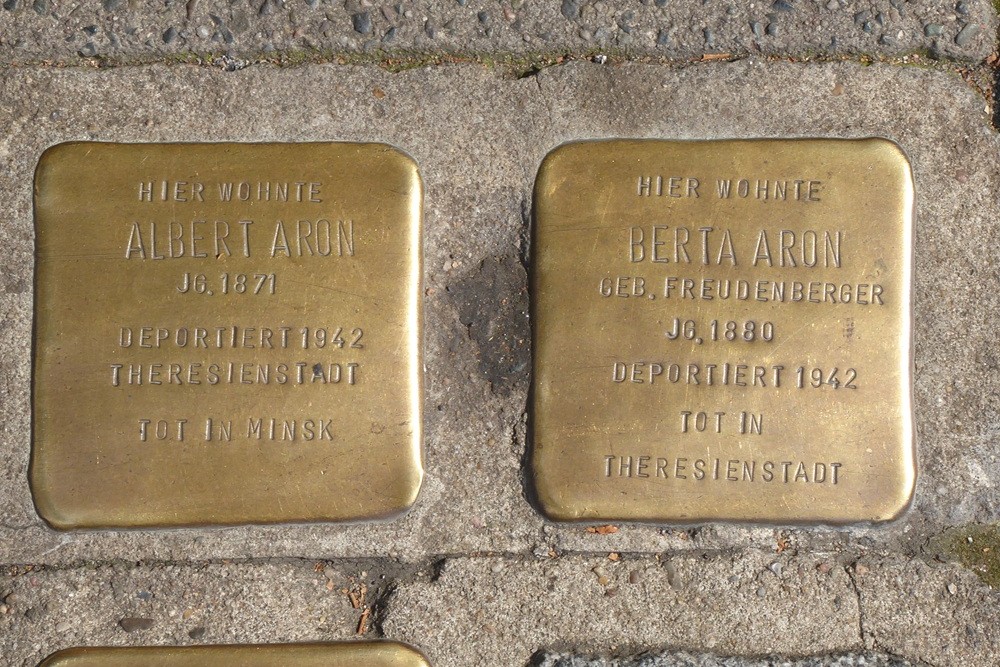 HIER WOHNTE
ALBERT ARON
JG. 1871
DEPORTIERT 1942
THERESIENSTADT
TOT IN MINSK
HIER WOHNTE
BERTA ARON
GEB. FREUDENBERGER
JG. 1880
DEPORTIERT 1942
TOT IN
THERESIENSTADT